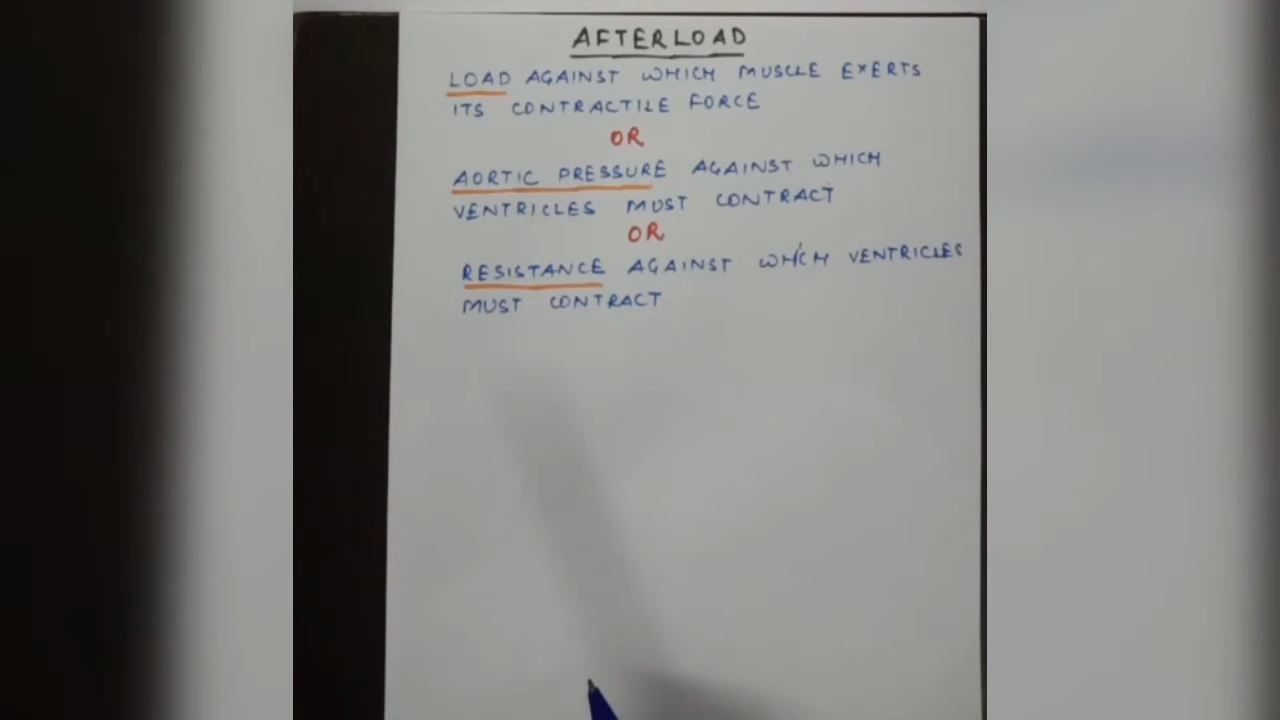 AFTERLOAD
LOAD AGAINST WHICH MUSCLE EXERTS
ITS CONTRACTILE FORCE
OR
AORTIC PRESSURE AGAINST WHICH
VENTRICLES MUST CONTRACT
OR
RESISTANCE AGAINST WHICH VENTRICLES
MUST CONTRACT